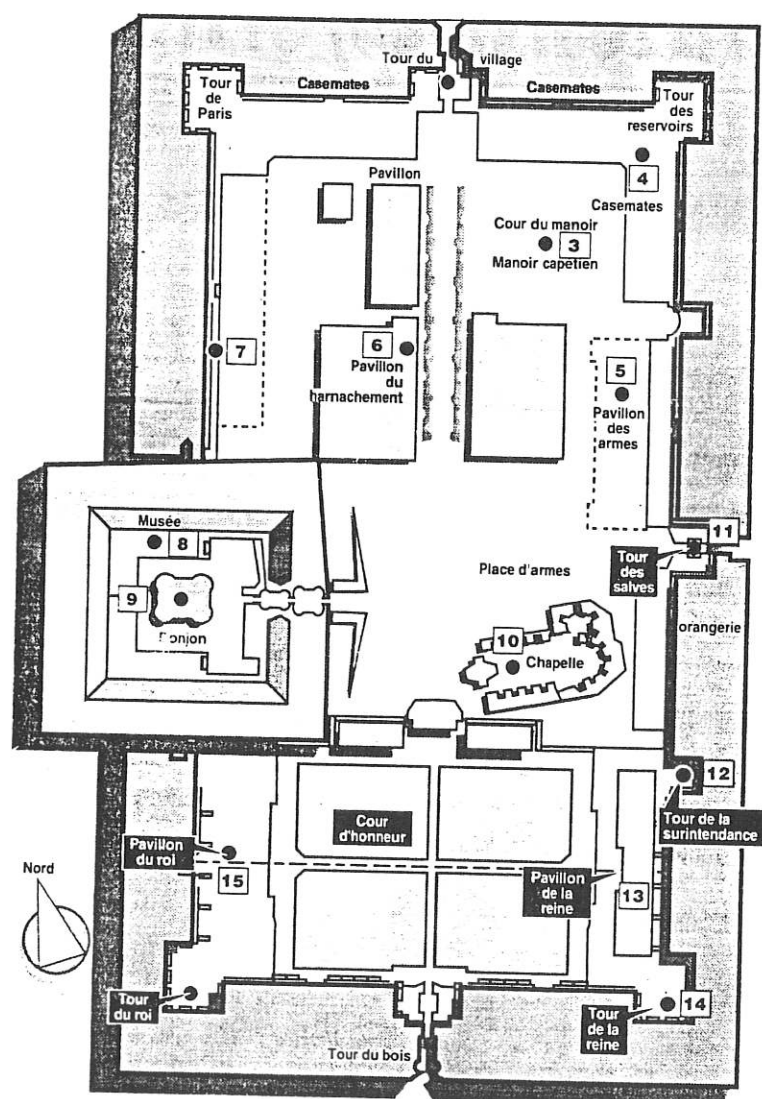 Tour du village
Tour
de
Paris
Casemates
Casemates
Tour
des
reservoirs
4
Casemates
Pavillon
Cour du manoir
3
Manoir capétien
7
6
Pavillon
du
harnachement
5
Pavillon
des
armes
Musée
8
9
Donjon
11
Tour
des
salves
Place d'armes
orangerie
10
Chapelle
12
Tour de la
surintendance
Cour
d'honneur
Pavillon
du roi
15
Pavillon
de la
reine
13
Nord
Tour
du roi
14
Tour
de la
reine
Tour du bois